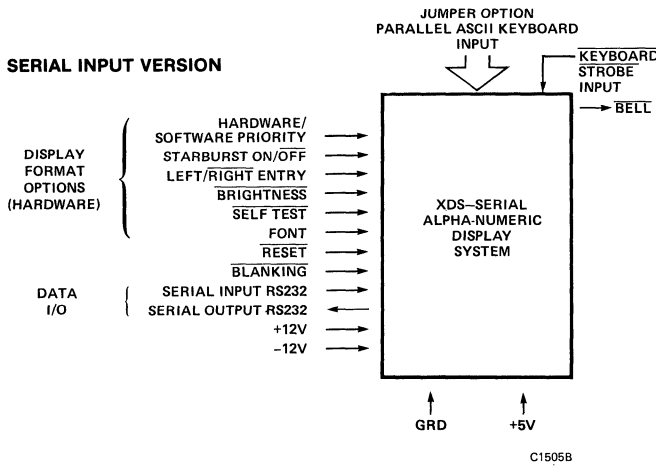 JUMPER OPTION
PARALLEL ASCII KEYBOARD
INPUT
SERIAL INPUT VERSION
KEYBOARD
STROBE
INPUT
BELL
DISPLAY
FORMAT
OPTIONS
(HARDWARE)
HARDWARE/
SOFTWARE PRIORITY
STARBURST ON/OFF
LEFT/RIGHT ENTRY
BRIGHTNESS
SELF TEST
FONT
RESET
BLANKING
DATA
I/O
SERIAL INPUT RS232
SERIAL OUTPUT RS232
+12V
–12V
XDS–SERIAL
ALPHA-NUMERIC
DISPLAY
SYSTEM
GRD
+5V
C1505B